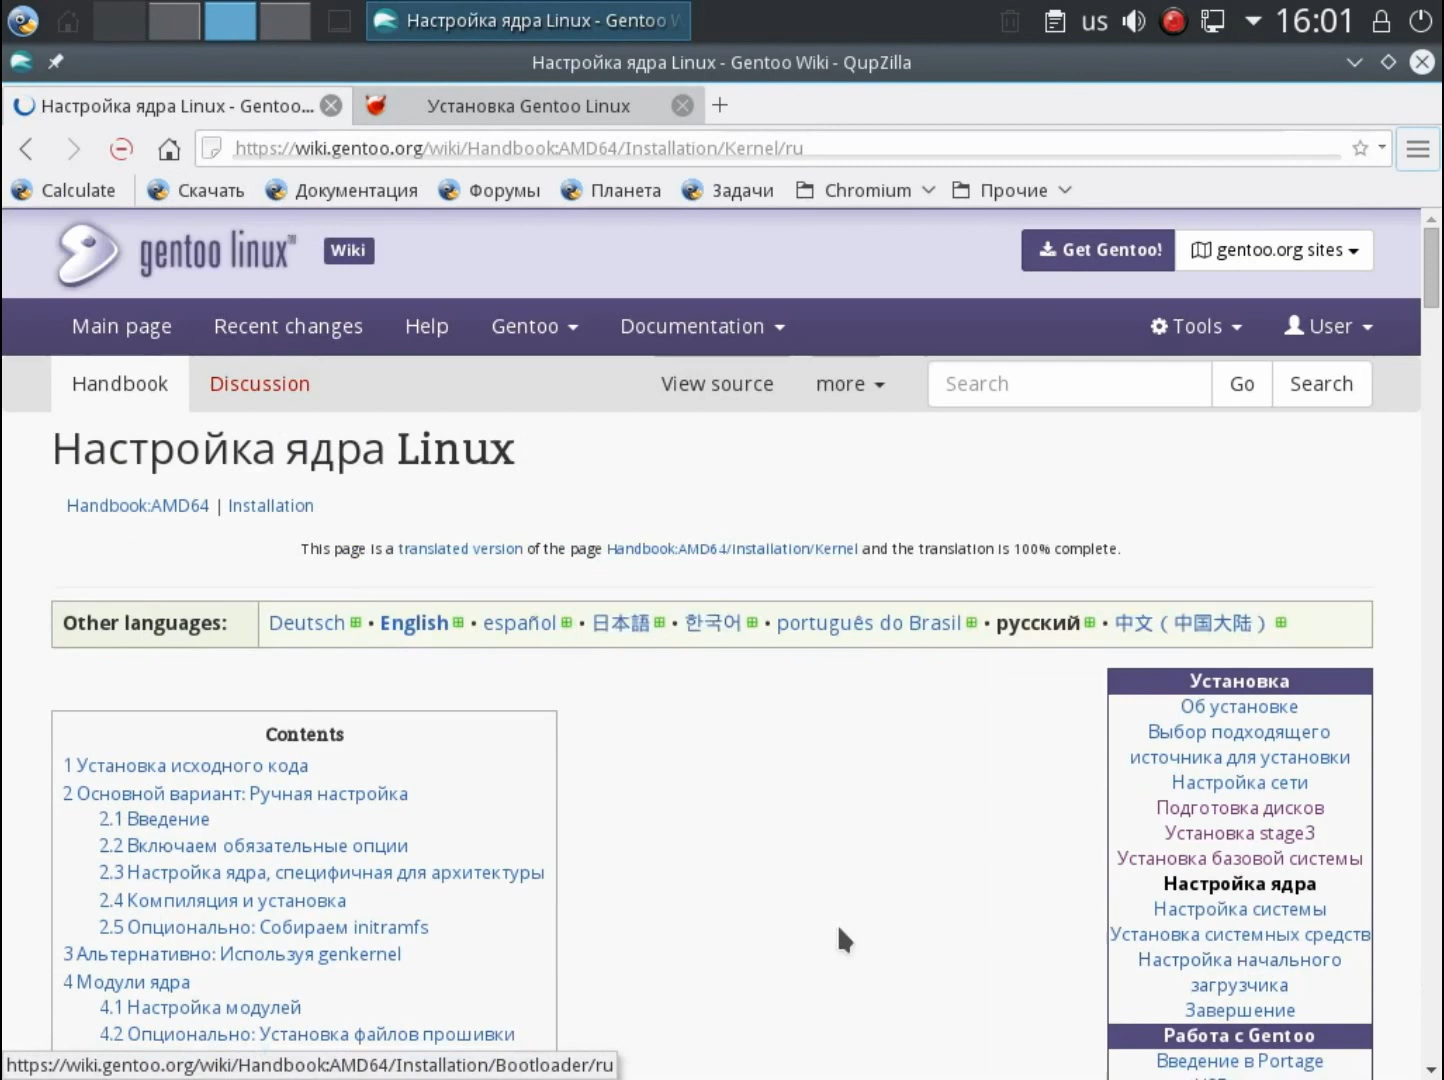 Настройка ядра Linux - Gentoo W
us
16:01
Настройка ядра Linux - Gentoo Wiki - QupZilla
Настройка ядра Linux - Gentoo...
Установка Gentoo Linux
https://wiki.gentoo.org/wiki/Handbook:AMD64/Installation/Kernel/ru
Calculate
Скачать
Документация
Форумы
Планета
Задачи
Chromium
Прочие
gentoo linux™
Wiki
Get Gentoo!
gentoo.org sites
Main page
Recent changes
Help
Gentoo
Documentation
Tools
User
Handbook
Discussion
View source
more
Search
Go
Search
Настройка ядра Linux
Handbook:AMD64 | Installation
This page is a translated version of the page Handbook:AMD64/Installation/Kernel and the translation is 100% complete.
Other languages:
Deutsch • English • español • 日本語 • 한국어 • português do Brasil • русский • 中文（中国大陆）
Contents
1 Установка исходного кода
2 Основной вариант: Ручная настройка
2.1 Введение
2.2 Включаем обязательные опции
2.3 Настройка ядра, специфичная для архитектуры
2.4 Компиляция и установка
2.5 Опционально: Собираем initramfs
3 Альтернативно: Используя genkernel
4 Модули ядра
4.1 Настройка модулей
4.2 Опционально: Установка файлов прошивки
Установка
Об установке
Выбор подходящего
источника для установки
Настройка сети
Подготовка дисков
Установка stage3
Установка базовой системы
Настройка ядра
Настройка системы
Установка системных средств
Настройка начального
загрузчика
Завершение
Работа с Gentoo
Введение в Portage
https://wiki.gentoo.org/wiki/Handbook:AMD64/Installation/Bootloader/ru